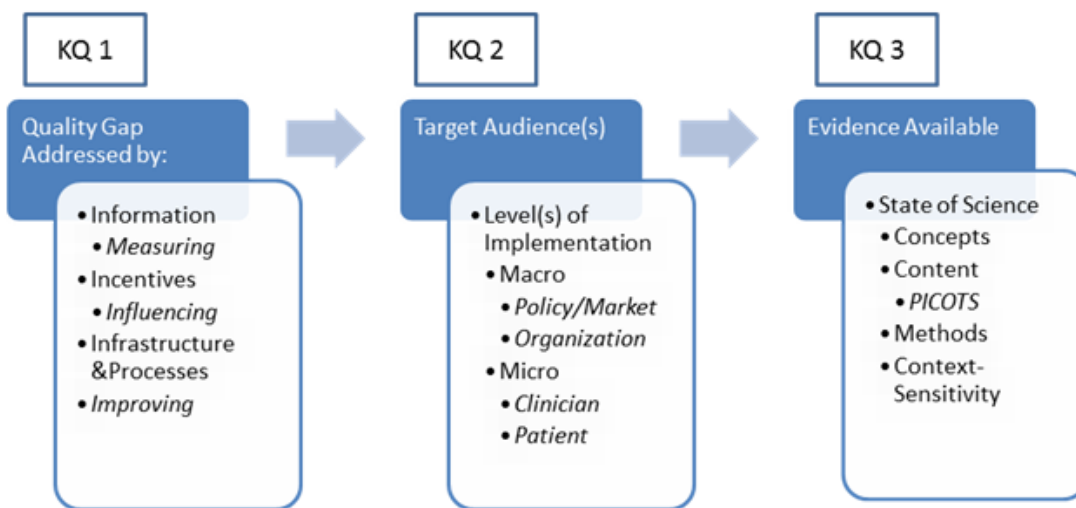 KQ 1
Quality Gap
Addressed by:
• Information
• Measuring
• Incentives
• Influencing
• Infrastructure
&Processes
• Improving
KQ 2
Target Audience(s)
• Level(s) of
Implementation
• Macro
• Policy/Market
• Organization
• Micro
• Clinician
• Patient
KQ 3
Evidence Available
• State of Science
• Concepts
• Content
• PICOTS
• Methods
• Context-
Sensitivity